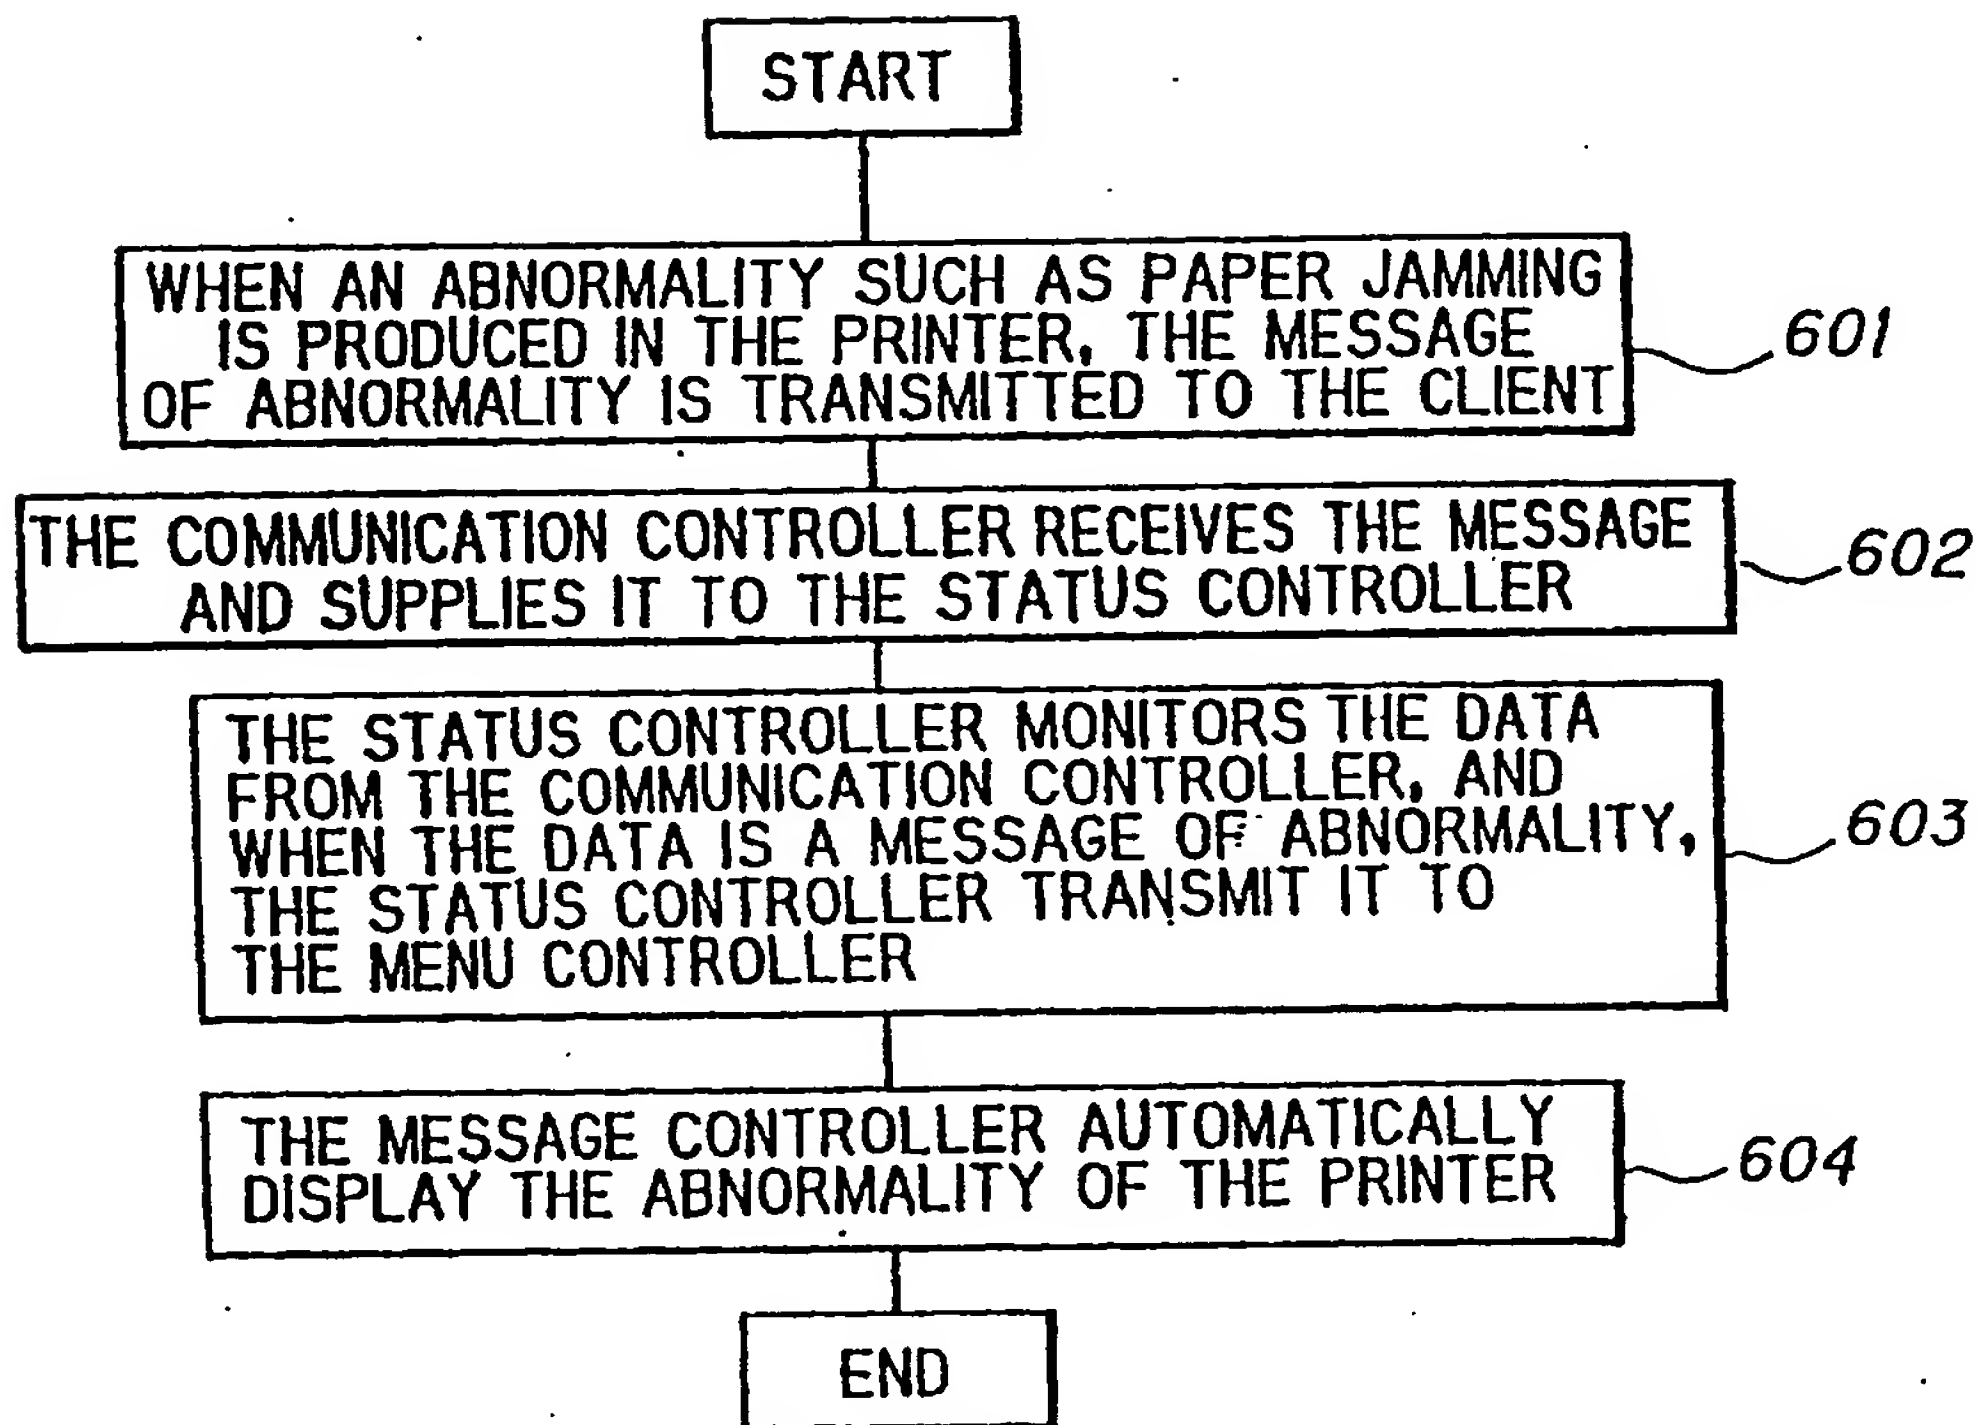 START
WHEN AN ABNORMALITY SUCH AS PAPER JAMMING
IS PRODUCED IN THE PRINTER, THE MESSAGE
OF ABNORMALITY IS TRANSMITTED TO THE CLIENT
601
THE COMMUNICATION CONTROLLER RECEIVES THE MESSAGE
AND SUPPLIES IT TO THE STATUS CONTROLLER
602
THE STATUS CONTROLLER MONITORS THE DATA
FROM THE COMMUNICATION CONTROLLER, AND
WHEN THE DATA IS A MESSAGE OF ABNORMALITY,
THE STATUS CONTROLLER TRANSMIT IT TO
THE MENU CONTROLLER
603
THE MESSAGE CONTROLLER AUTOMATICALLY
DISPLAY THE ABNORMALITY OF THE PRINTER
604
END